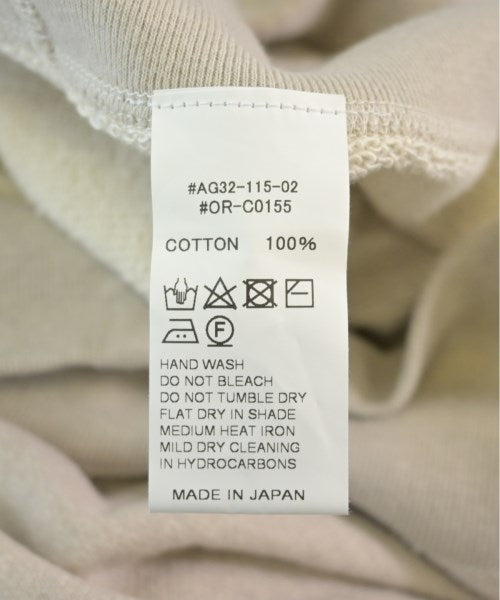 #AG32-115-02
#OR-C0155
COTTON 100%
F
HAND WASH
DO NOT BLEACH
DO NOT TUMBLE DRY
FLAT DRY IN SHADE
MEDIUM HEAT IRON
MILD DRY CLEANING
IN HYDROCARBONS
MADE IN JAPAN